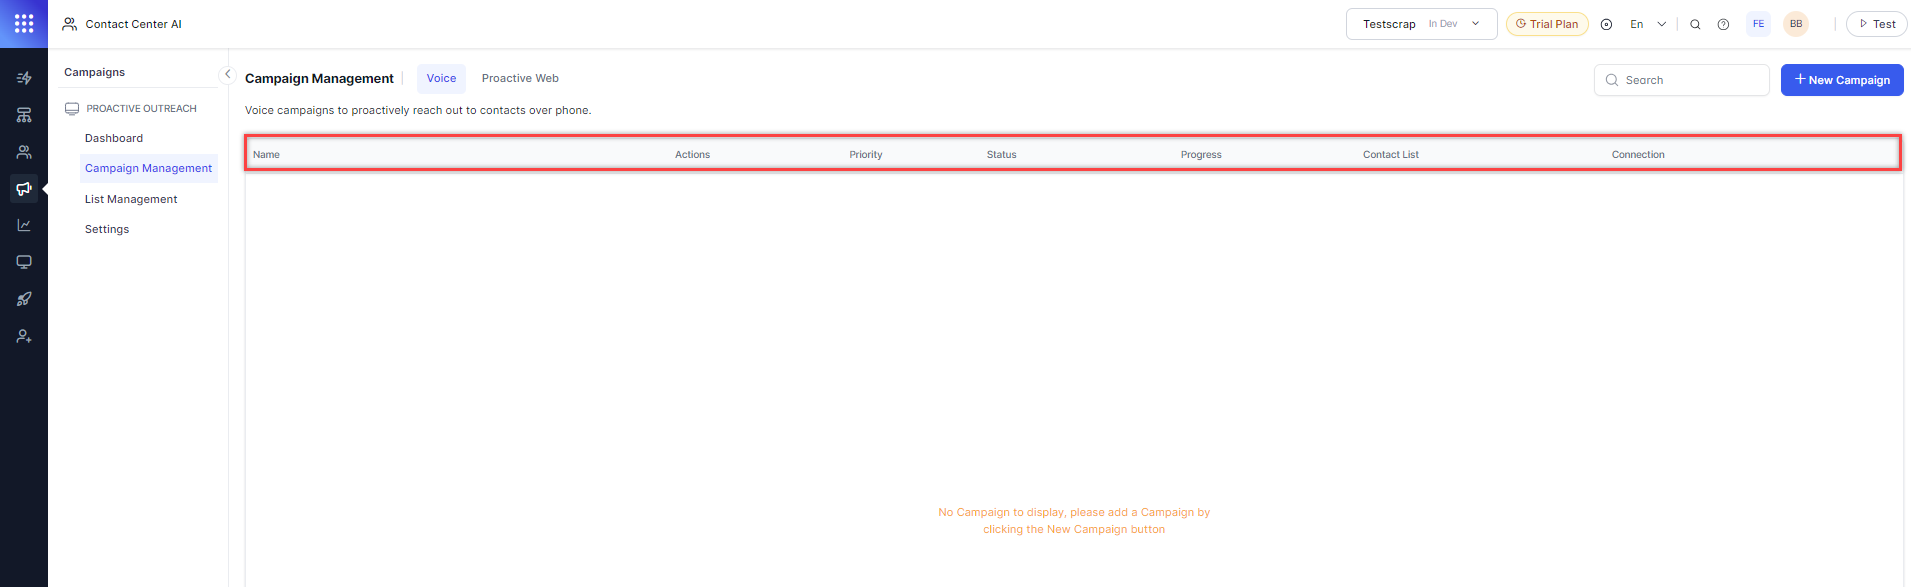 Contact Center AI
Testscrap In Dev
Trial Plan
En
FE
BB
Test
Campaigns
PROACTIVE OUTREACH
Dashboard
Campaign Management
List Management
Settings
Campaign Management
Voice
Proactive Web
Search
+ New Campaign
Voice campaigns to proactively reach out to contacts over phone.
Name Actions Priority Status Progress Contact List Connection
No Campaign to display, please add a Campaign by
clicking the New Campaign button